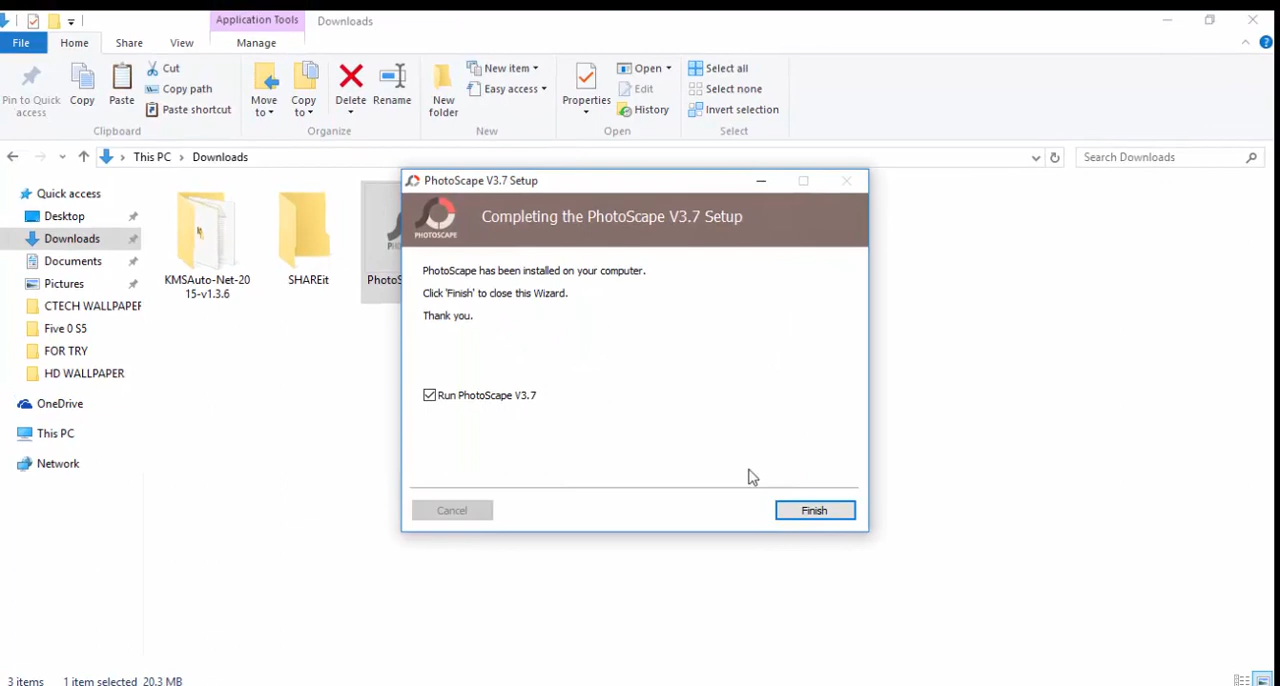 Application Tools
Downloads
File
Home
Share
View
Manage
Pin to Quick
access
Copy
Paste
Cut
Copy path
Paste shortcut
Clipboard
Move
to
Copy
to
Delete
Rename
Organize
New
folder
New item
Easy access
New
Properties
Open
Edit
History
Open
Select all
Select none
Invert selection
Select
This PC
Downloads
Search Downloads
Quick access
Desktop
Downloads
Documents
Pictures
CTECH WALLPAPER
Five 0 S5
FOR TRY
HD WALLPAPER
OneDrive
This PC
Network
KMSAuto-Net-20
15-v1.3.6
SHAREit
PhotoScape V3.7 Setup
PHOTOSCAPE
Completing the PhotoScape V3.7 Setup
PhotoScape has been installed on your computer.
Click 'Finish' to close this Wizard.
Thank you.
Run PhotoScape V3.7
Cancel
Finish
3 items
1 item selected 20.3 MB